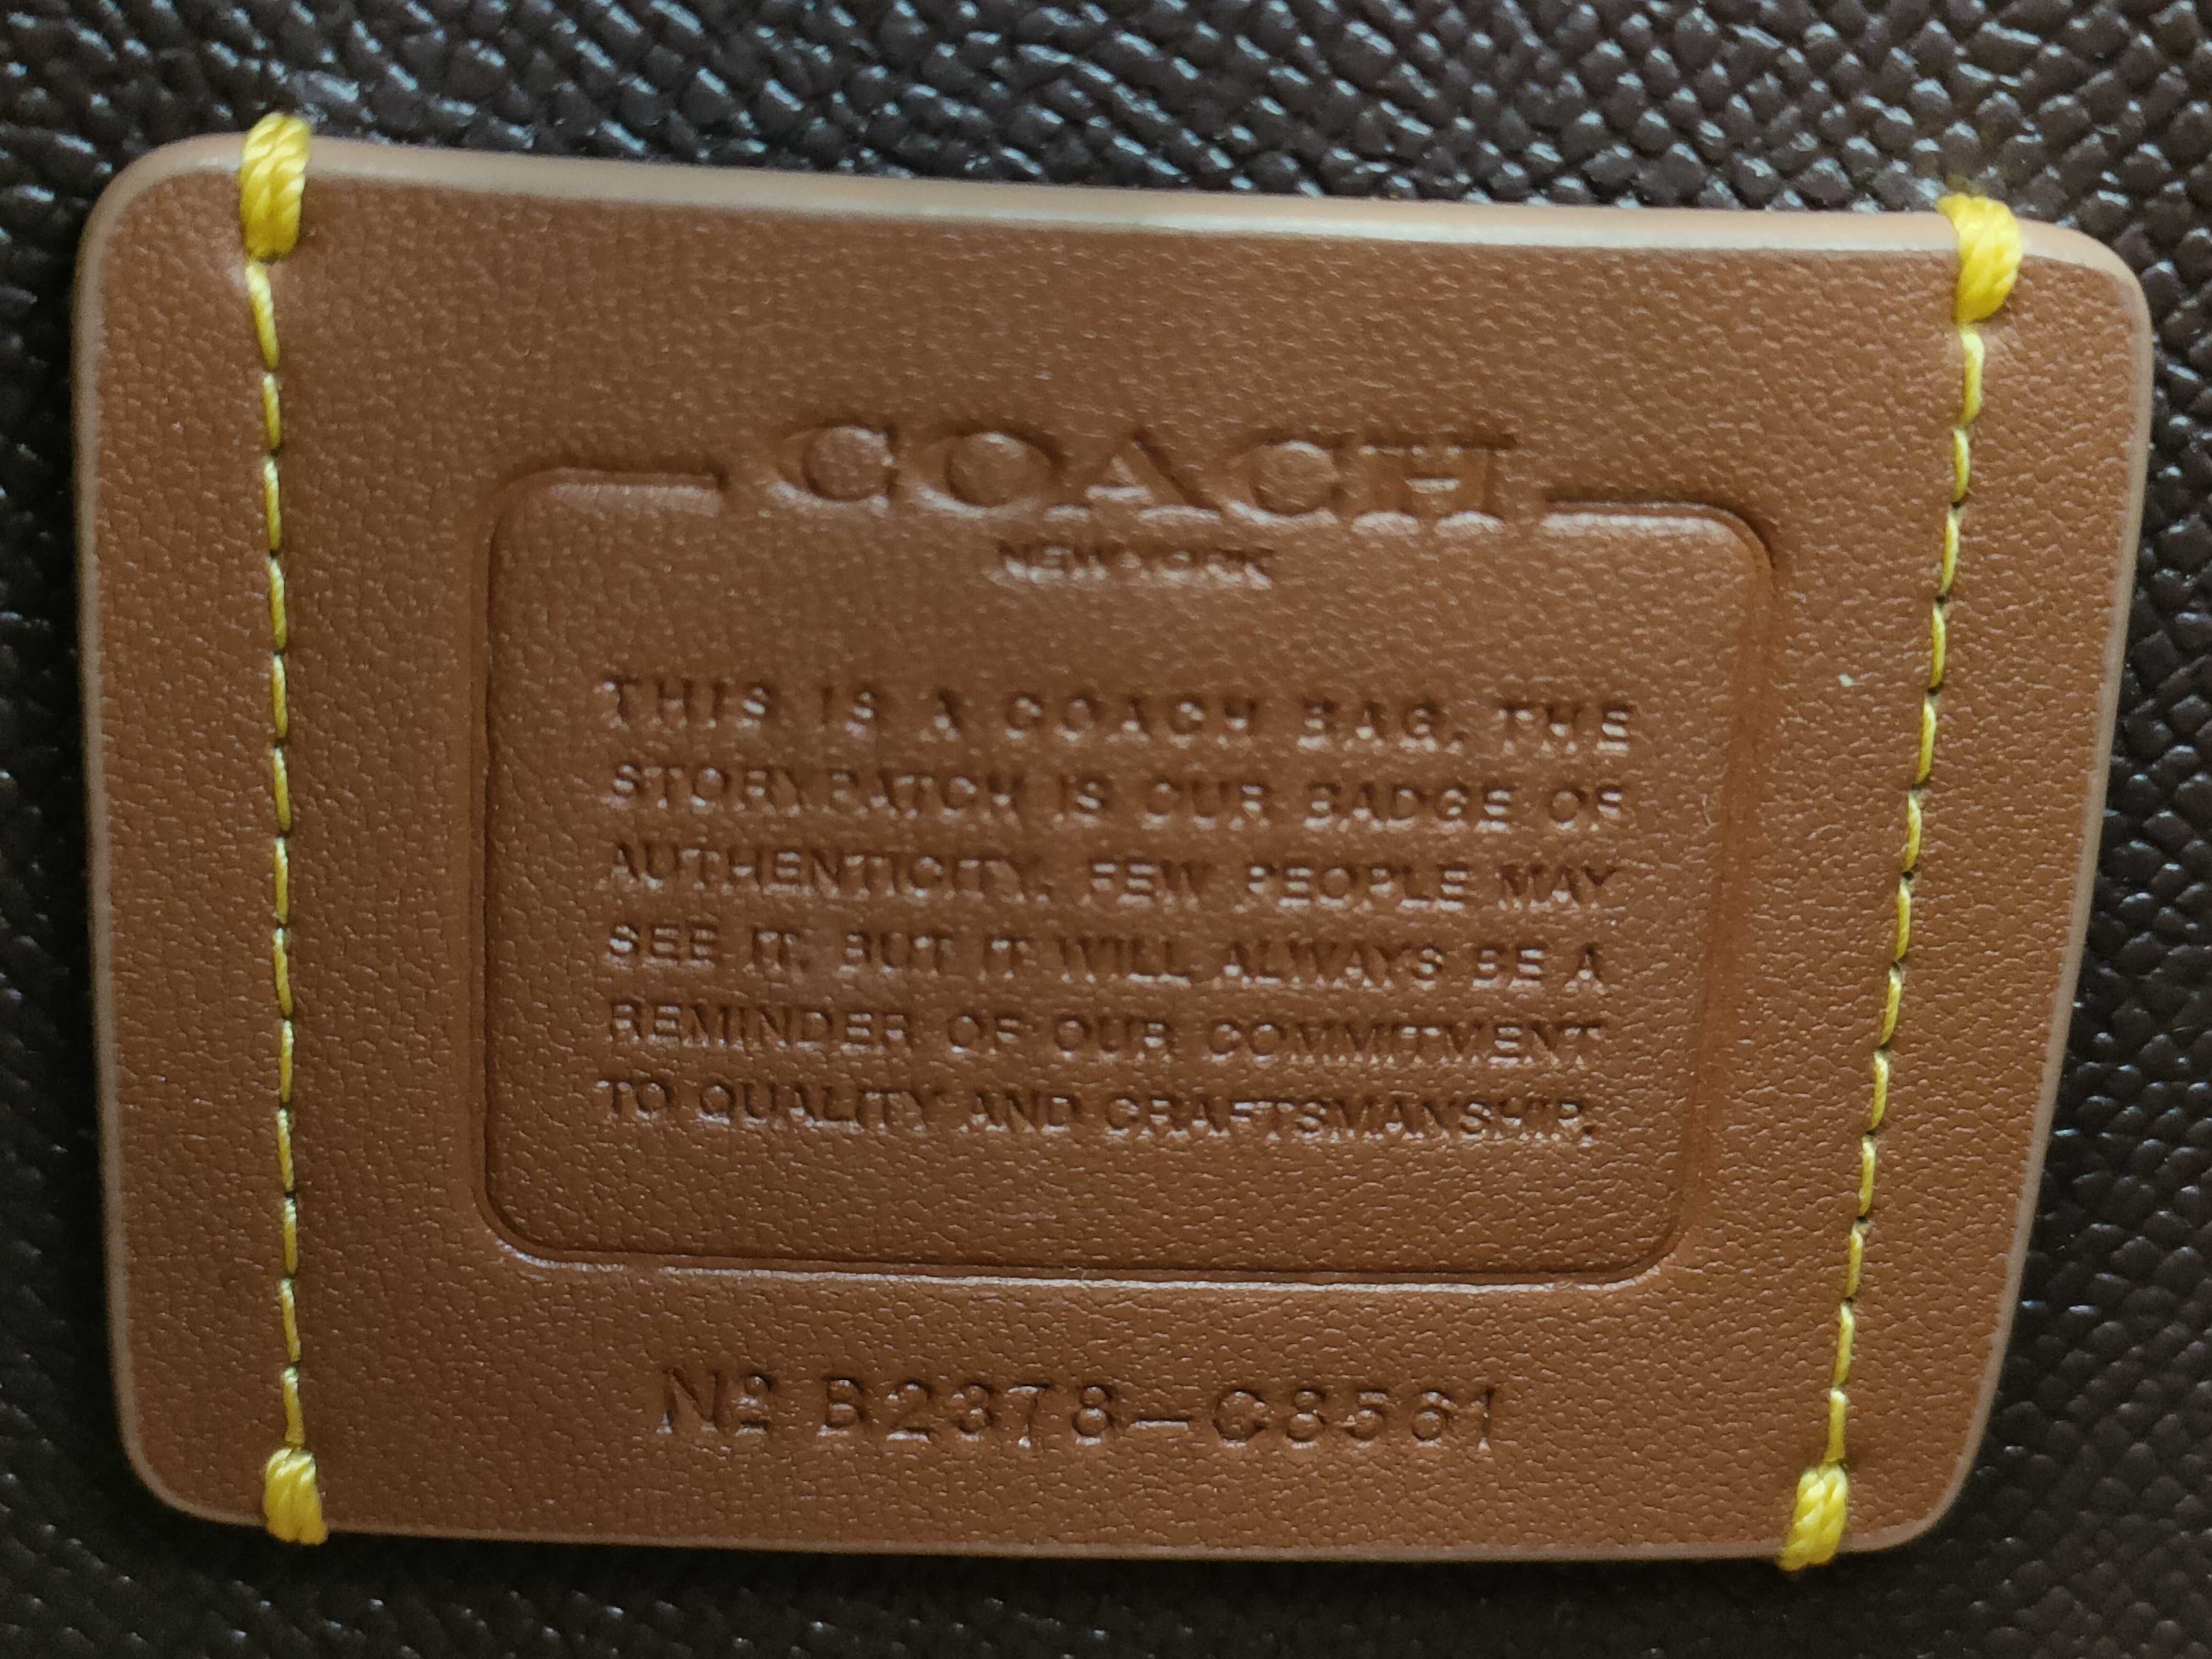 COACH
NEW YORK
THIS IS A COACH BAG. THE
STORYPATCH IS OUR BADGE OF
AUTHENTICITY. FEW PEOPLE MAY
SEE IT, BUT IT WILL ALWAYS BE A
REMINDER OF OUR COMMITMENT
TO QUALITY AND CRAFTSMANSHIP.
Nº B2378-C8561